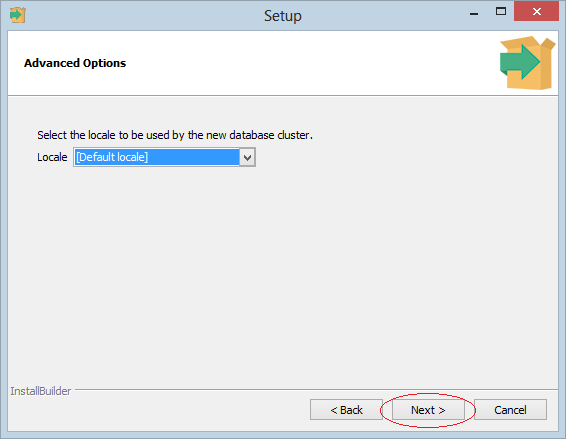 Setup
Advanced Options
Select the locale to be used by the new database cluster.
Locale [Default locale]
InstallBuilder
< Back Next > Cancel